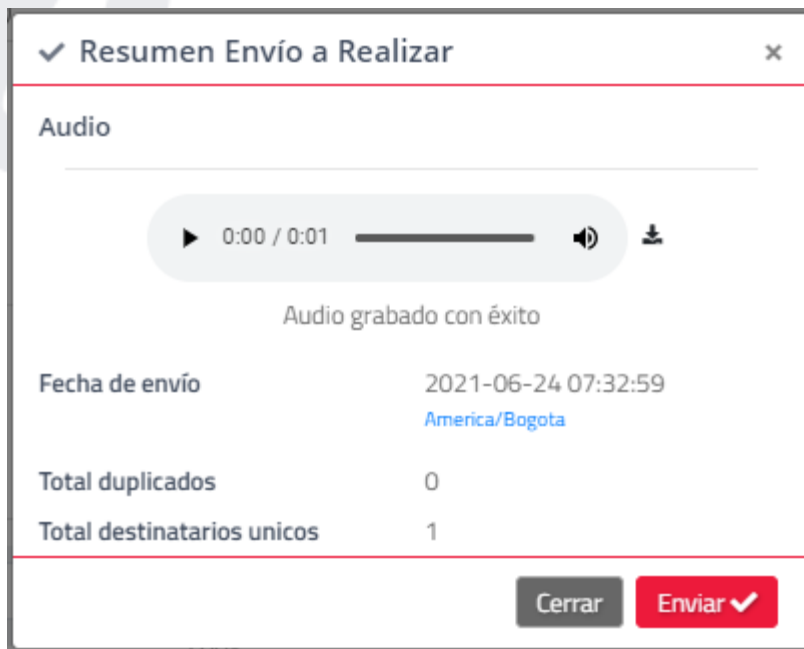 Resumen Envío a Realizar ×
Audio
0:00 / 0:01
Audio grabado con éxito
Fecha de envío 2021-06-24 07:32:59
America/Bogota
Total duplicados 0
Total destinatarios unicos 1
Cerrar Enviar